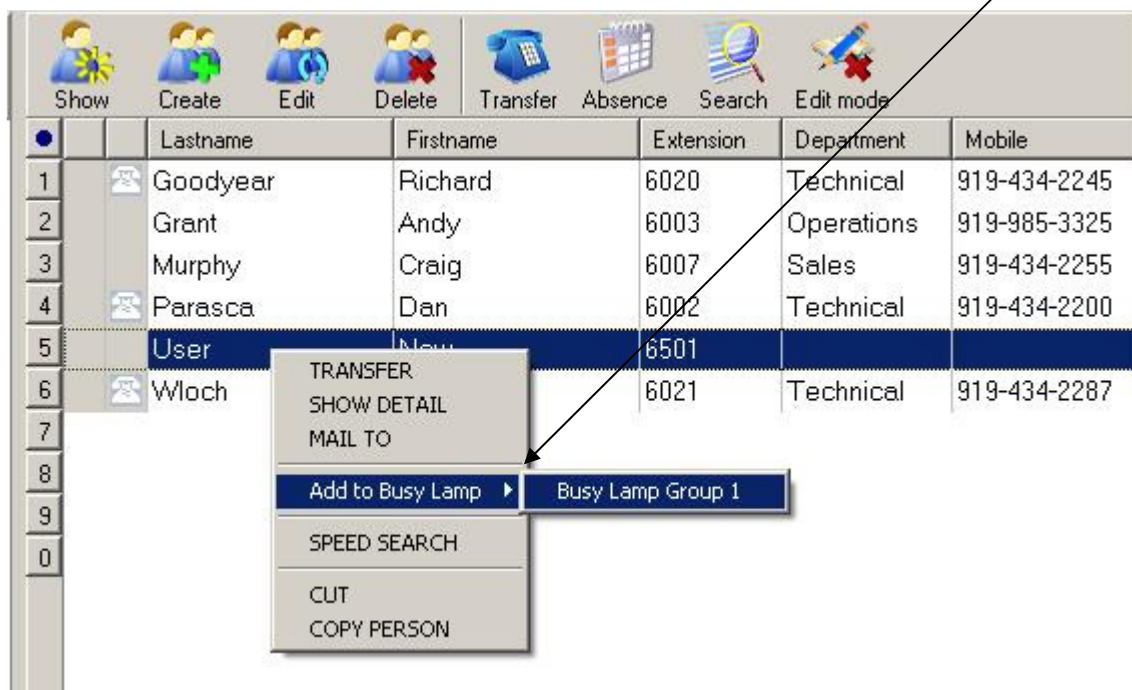 Show Create Edit Delete Transfer Absence Search Edit mode
Lastname Firstname Extension Department Mobile
1 Goodyear Richard 6020 Technical 919-434-2245
2 Grant Andy 6003 Operations 919-985-3325
3 Murphy Craig 6007 Sales 919-434-2255
4 Parasca Dan 6002 Technical 919-434-2200
5 User New 6501
6 Wloch 6021 Technical 919-434-2287
7
8
9
0
TRANSFER
SHOW DETAIL
MAIL TO
Add to Busy Lamp Busy Lamp Group 1
SPEED SEARCH
CUT
COPY PERSON